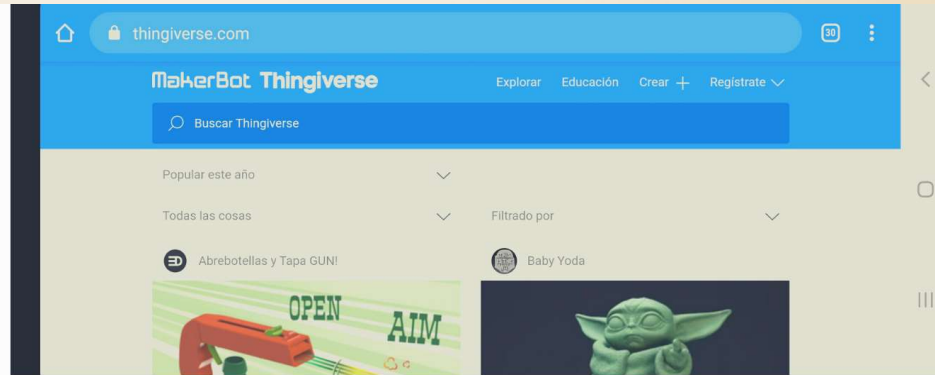 thingiverse.com
30
MakerBot Thingiverse
Explorar Educación Crear Regístrate
Buscar Thingiverse
Popular este año
Todas las cosas
Filtrado por
Abrebotellas y Tapa GUN!
Baby Yoda
OPEN
AIM